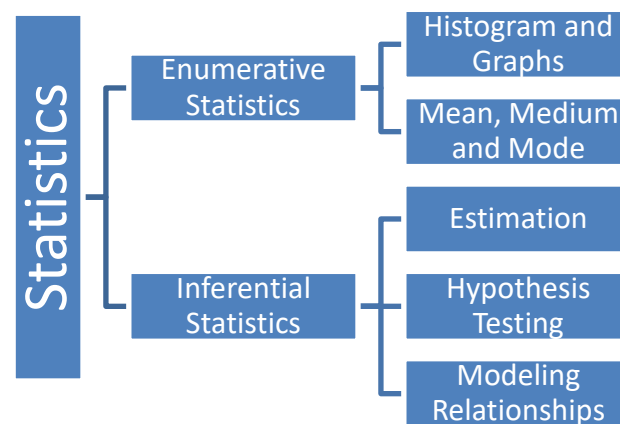 Statistics
Enumerative
Statistics
Histogram and
Graphs
Mean, Medium
and Mode
Inferential
Statistics
Estimation
Hypothesis
Testing
Modeling
Relationships